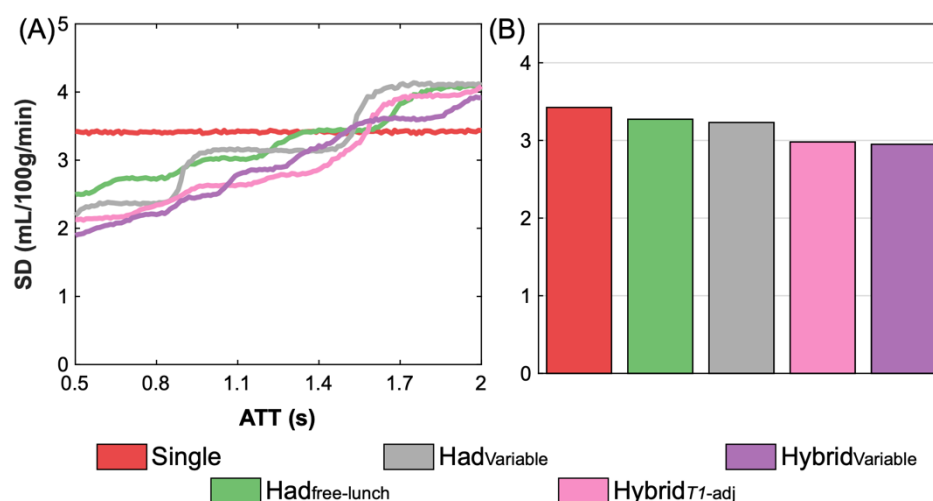 (A)
5
4
3
2
1
0
SD (mL/100g/min)
0.5 0.8 1.1 1.4 1.7 2
ATT (s)
(B)
4
3
2
1
0
Single HadVariable HybridVariable
Hadfree-lunch HybridT1-adj